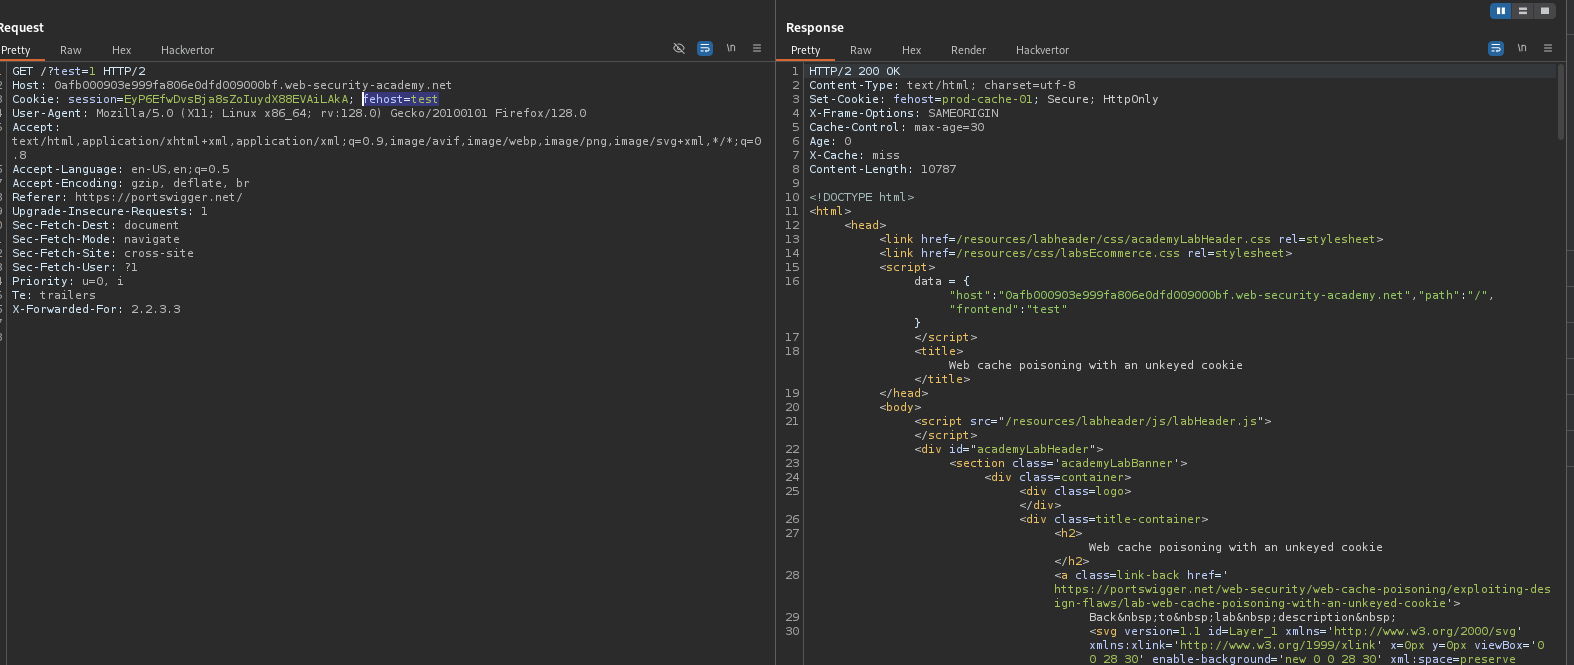 Request
Pretty Raw Hex Hackvertor
\n
GET /?test=1 HTTP/2
Host: 0afb000903e999fa806e0dfd009000bf.web-security-academy.net
Cookie: session=EyP6EfwDvsBja8sZoIuydX88EVAiLAkA; fehost=test
User-Agent: Mozilla/5.0 (X11; Linux x86_64; rv:128.0) Gecko/20100101 Firefox/128.0
Accept:
text/html,application/xhtml+xml,application/xml;q=0.9,image/avif,image/webp,image/png,image/svg+xml,*/*;q=0
.8
Accept-Language: en-US,en;q=0.5
Accept-Encoding: gzip, deflate, br
Referer: https://portswigger.net/
Upgrade-Insecure-Requests: 1
Sec-Fetch-Dest: document
Sec-Fetch-Mode: navigate
Sec-Fetch-Site: cross-site
Sec-Fetch-User: ?1
Priority: u=0, i
Te: trailers
X-Forwarded-For: 2.2.3.3
Response
Pretty Raw Hex Render Hackvertor
\n
1 HTTP/2 200 OK
2 Content-Type: text/html; charset=utf-8
3 Set-Cookie: fehost=prod-cache-01; Secure; HttpOnly
4 X-Frame-Options: SAMEORIGIN
5 Cache-Control: max-age=30
6 Age: 0
7 X-Cache: miss
8 Content-Length: 10787
9
10 <!DOCTYPE html>
11 <html>
12 <head>
13 <link href=/resources/labheader/css/academyLabHeader.css rel=stylesheet>
14 <link href=/resources/css/labsEcommerce.css rel=stylesheet>
15 <script>
16 data = {
"host":"0afb000903e999fa806e0dfd009000bf.web-security-academy.net","path":"/",
"frontend":"test"
}
17 </script>
18 <title>
Web cache poisoning with an unkeyed cookie
</title>
19 </head>
20 <body>
21 <script src="/resources/labheader/js/labHeader.js">
</script>
22 <div id="academyLabHeader">
23 <section class='academyLabBanner'>
24 <div class=container>
25 <div class=logo>
</div>
26 <div class=title-container>
27 <h2>
Web cache poisoning with an unkeyed cookie
</h2>
28 <a class=link-back href='
https://portswigger.net/web-security/web-cache-poisoning/exploiting-des
ign-flaws/lab-web-cache-poisoning-with-an-unkeyed-cookie'>
29 Back&nbsp;to&nbsp;lab&nbsp;description&nbsp;
30 <svg version=1.1 id=Layer_1 xmlns='http://www.w3.org/2000/svg'
xmlns:xlink='http://www.w3.org/1999/xlink' x=0px y=0px viewBox='0
0 28 30' enable-background='new 0 0 28 30' xml:space=preserve